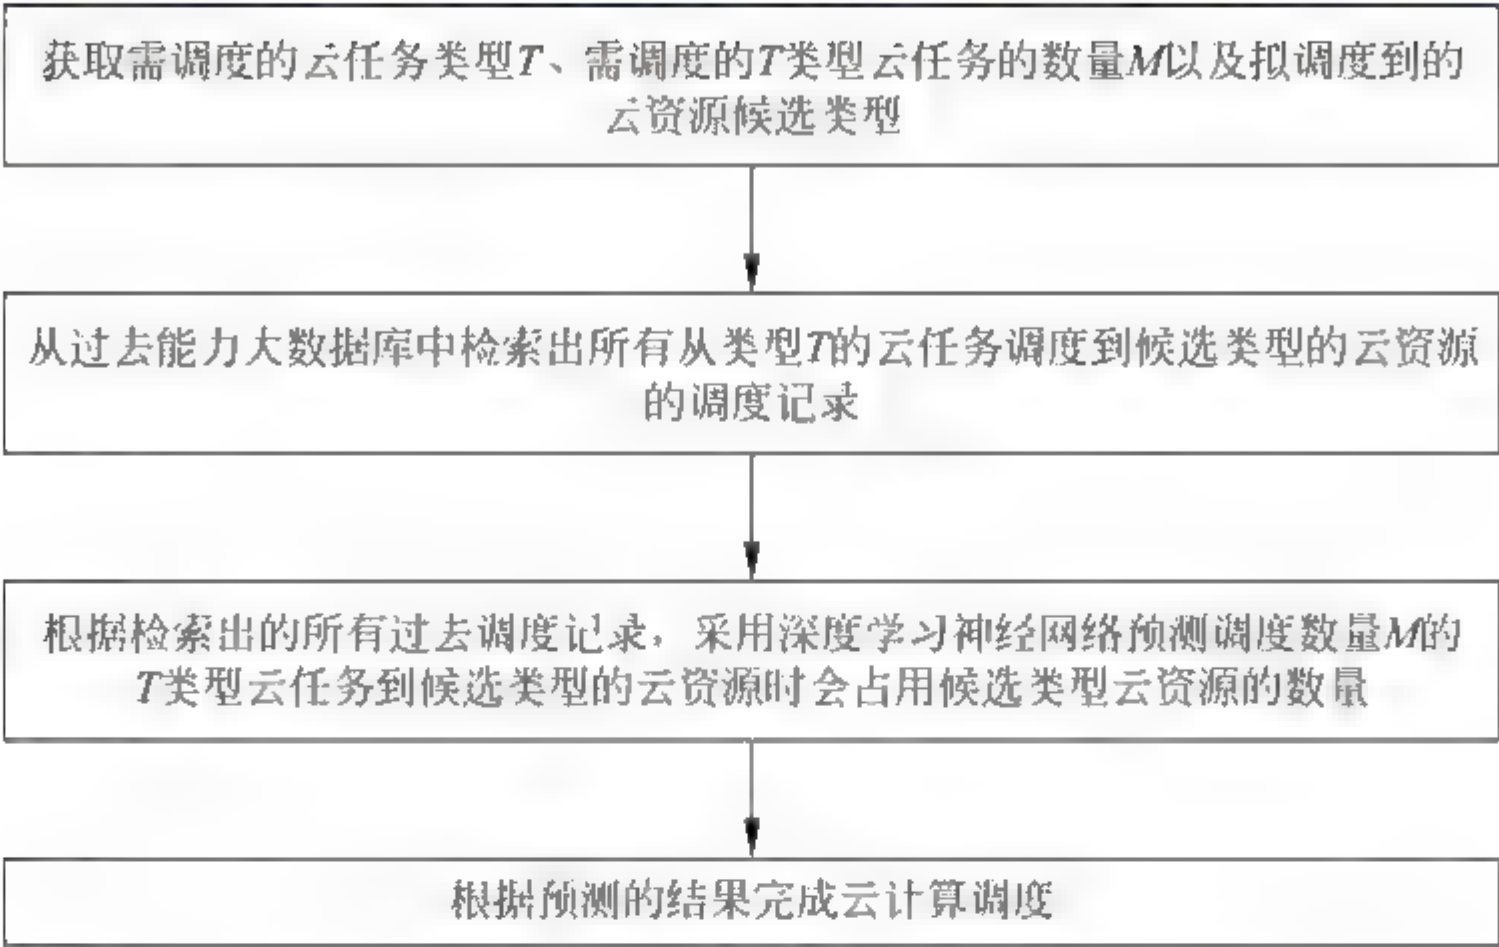 获取需调度的云任务类型T、需调度的T类型云任务的数量M以及拟调度到的
云资源候选类型
从过去能力大数据库中检索出所有从类型T的云任务调度到候选类型的云资源
的调度记录
根据检索出的所有过去调度记录，采用深度学习神经网络预测调度数量M的
T类型云任务到候选类型的云资源时会占用候选类型云资源的数量
根据预测的结果完成云计算调度